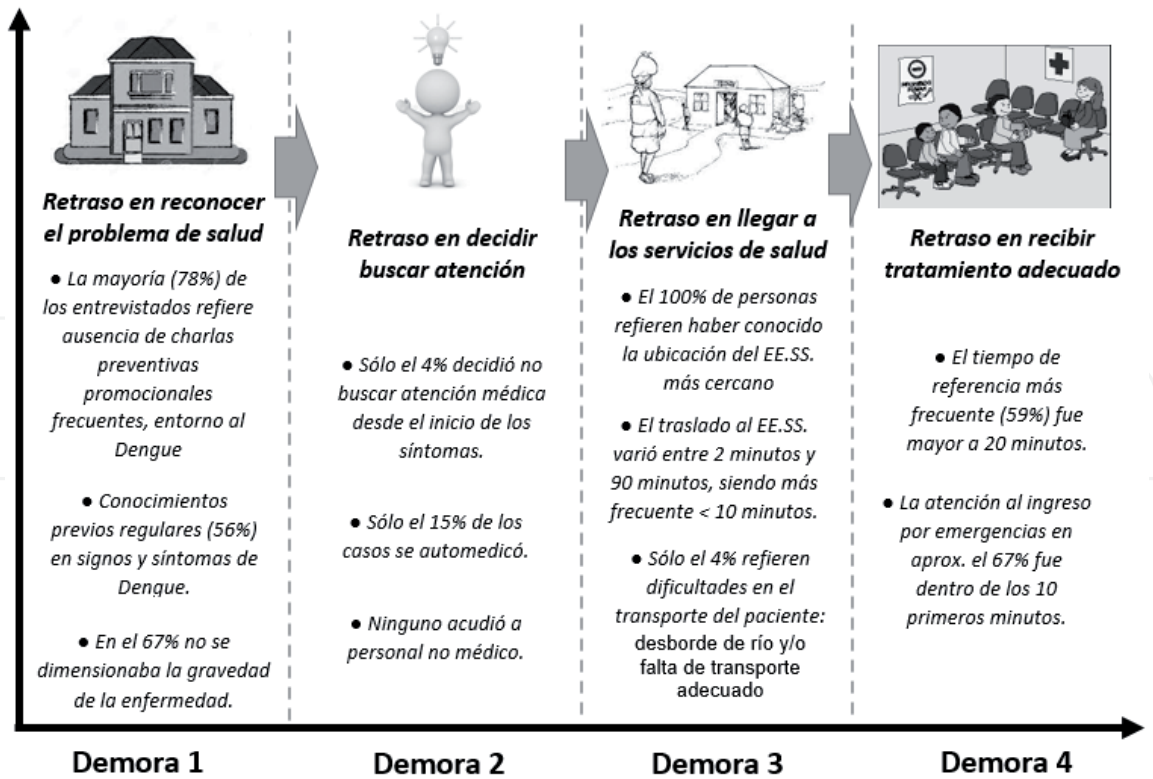 Retraso en reconocer
el problema de salud
● La mayoría (78%) de
los entrevistados refiere
ausencia de charlas
preventivas
promocionales
frecuentes, entorno al
Dengue
● Conocimientos
previos regulares (56%)
en signos y síntomas de
Dengue.
● En el 67% no se
dimensionaba la gravedad
de la enfermedad.
Demora 1
Retraso en decidir
buscar atención
● Sólo el 4% decidió no
buscar atención médica
desde el inicio de los
síntomas.
● Sólo el 15% de los
casos se automedicó.
● Ninguno acudió a
personal no médico.
Demora 2
Retraso en llegar a
los servicios de salud
● El 100% de personas
refieren haber conocido
la ubicación del EE.SS.
más cercano
● El traslado al EE.SS.
varió entre 2 minutos y
90 minutos, siendo más
frecuente < 10 minutos.
● Sólo el 4% refieren
dificultades en el
transporte del paciente:
desborde de río y/o
falta de transporte
adecuado
Demora 3
Retraso en recibir
tratamiento adecuado
● El tiempo de
referencia más
frecuente (59%) fue
mayor a 20 minutos.
● La atención al ingreso
por emergencias en
aprox. el 67% fue
dentro de los 10
primeros minutos.
Demora 4